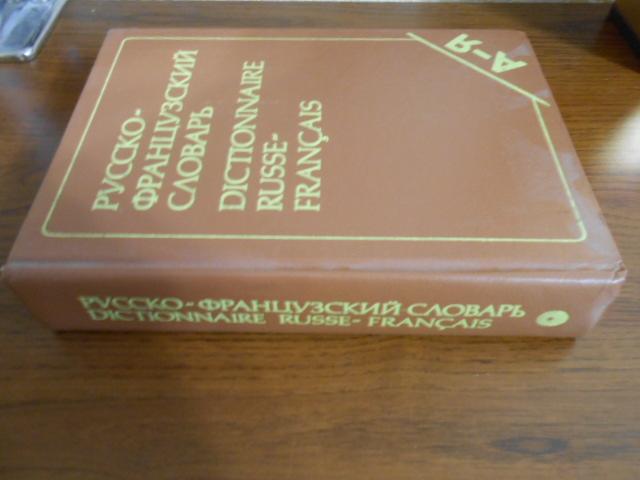 РУССКО-
ФРАНЦУЗСКИЙ
СЛОВАРЬ
DICTIONNAIRE
RUSSE-
FRANÇAIS
А-Я
РУССКО-ФРАНЦУЗСКИЙ СЛОВАРЬ
DICTIONNAIRE RUSSE-FRANÇAIS